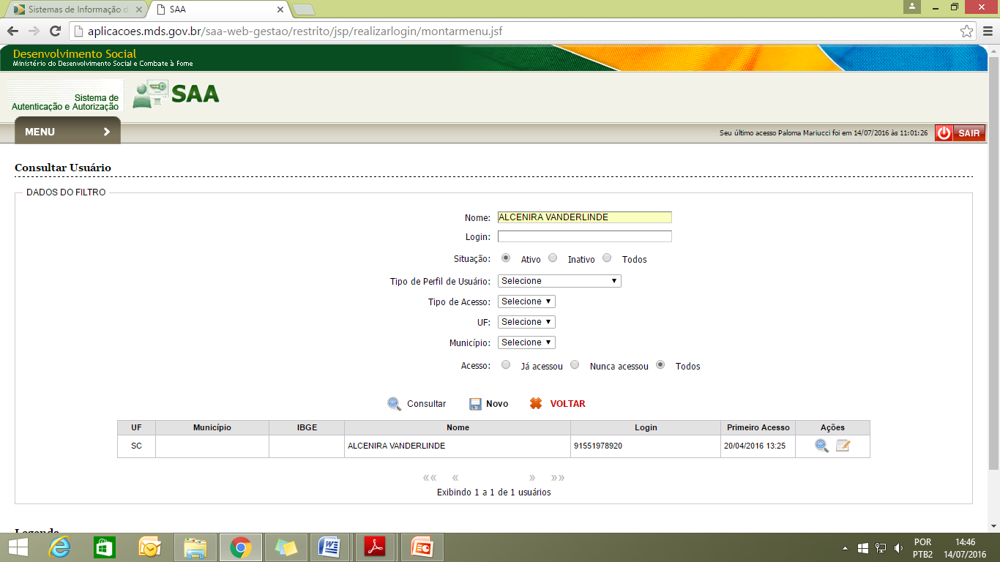 Sistemas de Informação d
SAA
aplicacoes.mds.gov.br/saa-web-gestao/restrito/jsp/realizarlogin/montarmenu.jsf
Desenvolvimento Social
Ministério do Desenvolvimento Social e Combate à Fome
Sistema de
Autenticação e Autorização
SAA
MENU
Seu último acesso Paloma Mariucci foi em 14/07/2016 às 11:01:26
SAIR
Consultar Usuário
DADOS DO FILTRO
Nome: ALCENIRA VANDERLINDE
Login:
Situação: Ativo Inativo Todos
Tipo de Perfil de Usuário: Selecione
Tipo de Acesso: Selecione
UF: Selecione
Município: Selecione
Acesso: Já acessou Nunca acessou Todos
Consultar Novo VOLTAR
UF Município IBGE Nome Login Primeiro Acesso Ações
SC ALCENIRA VANDERLINDE 91551978920 20/04/2016 13:25
«« « » »»
Exibindo 1 a 1 de 1 usuários
Legenda
POR 14:46
PTB2 14/07/2016